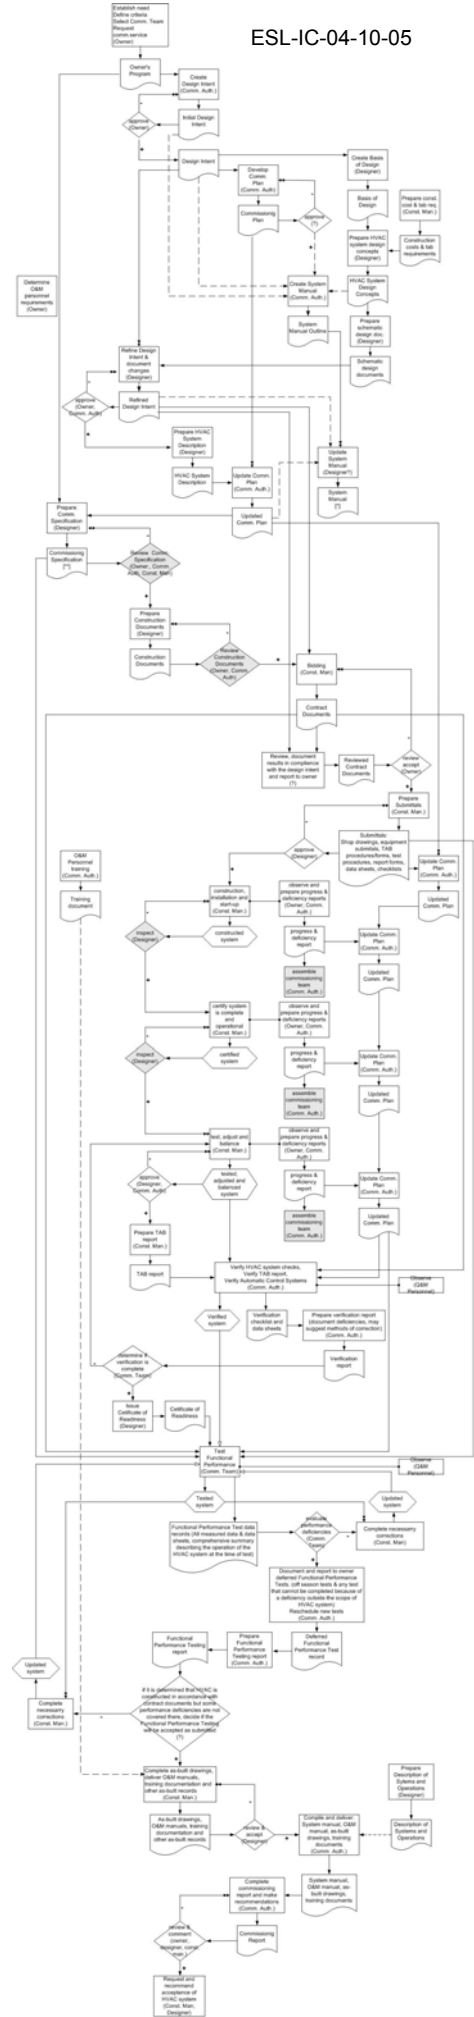 ESL-IC-04-10-05
Establish need
Define criteria
Select Comm. Team
Request
comm.service
(Owner)
Owner's
Program
Create
Design Intent
(Comm. Auth.)
approve
(Owner)
Initial Design
Intent
Design Intent
Develop
Comm.
Plan
(Comm. Auth)
Create Basis
of Design
(Designer)
Commissionig
Plan
approve
(?)
Basis of
Design
Prepare const.
cost & tab req.
(Const. Man.)
Prepare HVAC
system design
concepts
(Designer)
Construction
costs & tab
requirements
Determine
O&M
personnel
requirements
(Owner)
Create System
Manual
(Comm. Auth.)
HVAC System
Design
Concepts
System
Manual Outline
Prepare
schematic
design doc.
(Designer)
Refine Design
Intent &
document
changes
(Designer)
Schematic
design
documents
approve
(Owner,
Comm. Auth)
Refined
Design Intent
Prepare HVAC
System
Description
(Designer)
HVAC System
Description
Update Comm.
Plan
(Comm. Auth.)
Update
System
Manual
(Designer?)
System
Manual
[*]
Prepare
Comm.
Specification
(Designer)
Updated
Comm. Plan
Commissionig
Specification
[**]
Review Comm.
Specification
(Owner, Comm.
Auth, Const. Man)
Prepare
Construction
Documents
(Designer)
Construction
Documents
Review
Construction
Documents
(Owner, Comm.
Auth)
Bidding
(Const. Man)
Contract
Documents
Review, document
results in compliance
with the design intent
and report to owner
(?)
Reviewed
Contract
Documents
review
accept
(Owner)
Prepare
Submittals
(Const. Man.)
O&M
Personnel
training
(Comm. Auth.)
Training
document
approve
(Designer)
Submittals:
Shop drawings, equipment
submittals, TAB
procedures/forms, test
procedures, report forms,
data sheets, checklists
Update Comm.
Plan
(Comm. Auth.)
Updated
Comm. Plan
construction,
installation and
start-up
(Const. Man.)
observe and
prepare progress &
deficiency reports
(Owner, Comm.
Auth.)
inspect
(Designer)
constructed
system
progress &
deficiency
report
Update Comm.
Plan
(Comm. Auth.)
assemble
commissioning
team
(Comm. Auth.)
Updated
Comm. Plan
certify system
is complete
and
operational
(Const. Man.)
observe and
prepare progress &
deficiency reports
(Owner, Comm.
Auth.)
inspect
(Designer)
certified
system
progress &
deficiency
report
Update Comm.
Plan
(Comm. Auth.)
assemble
commissioning
team
(Comm. Auth.)
Updated
Comm. Plan
test, adjust and
balance
(Const. Man.)
observe and
prepare progress &
deficiency reports
(Owner, Comm.
Auth.)
approve
(Designer,
Comm. Auth)
tested,
adjusted and
balanced
system
progress &
deficiency
report
Update Comm.
Plan
(Comm. Auth.)
assemble
commissioning
team
(Comm. Auth.)
Updated
Comm. Plan
Prepare TAB
report
(Const. Man.)
TAB report
Verify HVAC system checks,
Verify TAB report,
Verify Automatic Control Systems
(Comm. Auth.)
Observe
(O&M
Personnel)
Verified
system
Verification
checklist and
data sheets
Prepare verification report
(document deficiencies, may
suggest methods of correction)
(Comm. Auth.)
Verification
report
determine if
verification is
complete
(Comm. Team)
Issue
Certificate of
Readiness
(Designer)
Cetificate of
Readiness
Test
Functional
Performance
(Comm. Team)
Observe
(O&M
Personnel)
Tested
system
Updated
system
Functional Performance Test data
records (All measured data & data
sheets, comprehensive summary
describing the operation of the
HVAC system at the time of test)
evaluate
performance
deficiencies
(Comm.
Team)
Complete necessary
corrections
(Const. Man)
Document and report to owner
deferred Functional Performance
Tests. (off season tests & any test
that cannot be completed because of
a deficiency outside the scope of
HVAC system)
Reschedule new tests
(Comm. Auth.)
Functional
Performance Testing
report
Prepare
Functional
Performance
Testing report
(Comm. Auth.)
Deferred
Functional
Performance Test
record
Updated
system
Complete
necessarry
corrections
(Const. Man.)
if it is determined that HVAC is
constructed in accordance with
contract documents but some
performance deficiencies are not
covered there, decide if the
Functional Performance Testing
will be accepted as submitted
(?)
Complete as-built drawings,
deliver O&M manuals,
training documentation and
other as-built records
(Const. Man.)
As-built drawings,
O&M manuals, training
documentation and
other as-built records
review &
accept
(Designer)
Compile and deliver
System manual, O&M
manual, as-built
drawings, training
documents
(Comm. Auth.)
Prepare
Description of
Sytems and
Operations
(Designer)
Description of
Systems and
Operations
System manual,
O&M manual, as-
built drawings,
training documents
Complete
commissioning
report and make
recommendations
(Comm. Auth.)
Commissionig
Report
review &
comment
(owner,
designer, const.
man.)
Request and
recommend
acceptance of
HVAC system
(Const. Man,
Designer)